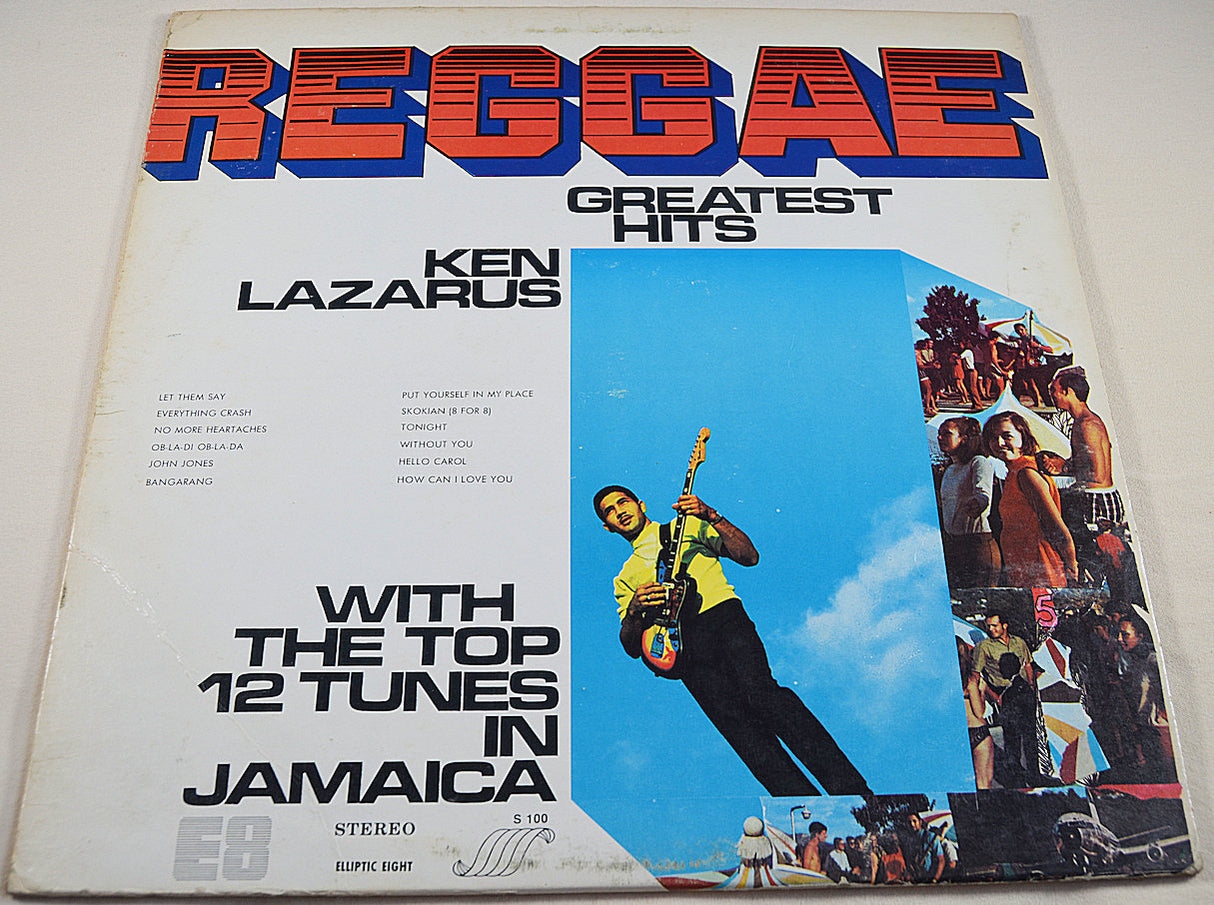 REGGAE
GREATEST
HITS
KEN
LAZARUS
LET THEM SAY
EVERYTHING CRASH
NO MORE HEARTACHES
OB-LA-DI OB-LA-DA
JOHN JONES
BANGARANG
PUT YOURSELF IN MY PLACE
SKOKIAN (8 FOR 8)
TONIGHT
WITHOUT YOU
HELLO CAROL
HOW CAN I LOVE YOU
5
WITH
THE TOP
12 TUNES
IN
JAMAICA
E8
STEREO
ELLIPTIC EIGHT
S 100